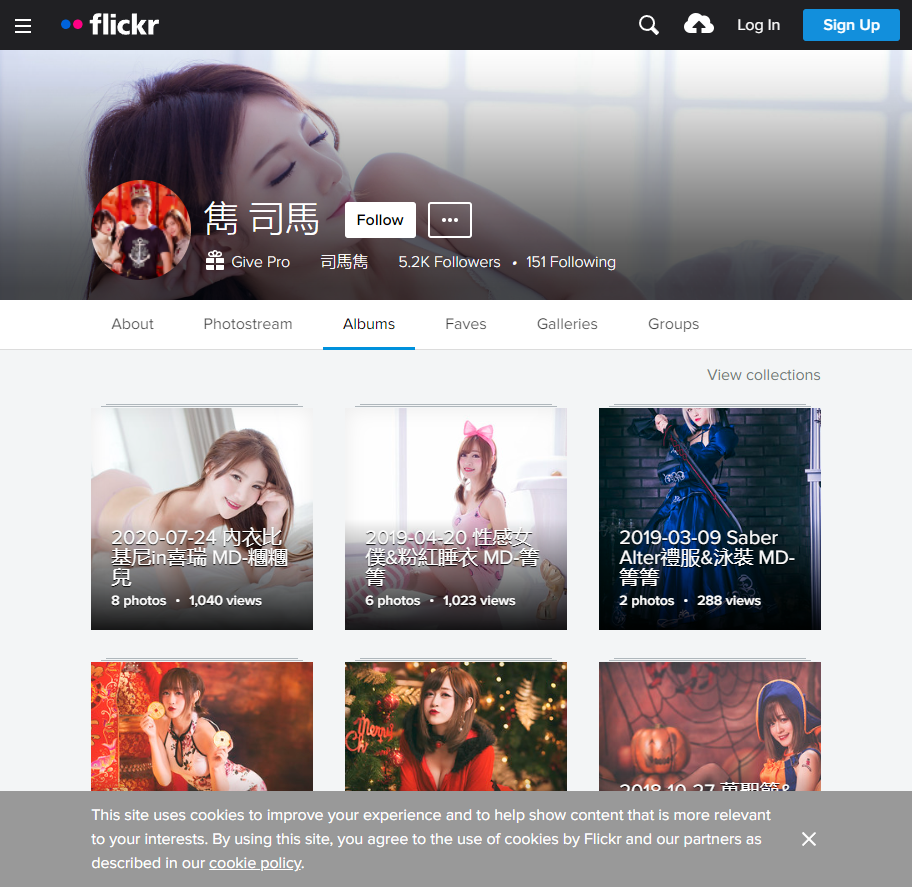 flickr
Log In
Sign Up
雋 司馬
Follow
Give Pro
司馬雋
5.2K Followers • 151 Following
About
Photostream
Albums
Faves
Galleries
Groups
View collections
2020-07-24 內衣比
基尼in喜瑞 MD-糰糰
兒
8 photos • 1,040 views
2019-04-20 性感女
僕&粉紅睡衣 MD-箐
箐
6 photos • 1,023 views
2019-03-09 Saber
Alter禮服&泳裝 MD-
箐箐
2 photos • 288 views
Merry
2018-10-27 萬聖節&
This site uses cookies to improve your experience and to help show content that is more relevant
to your interests. By using this site, you agree to the use of cookies by Flickr and our partners as
described in our cookie policy.